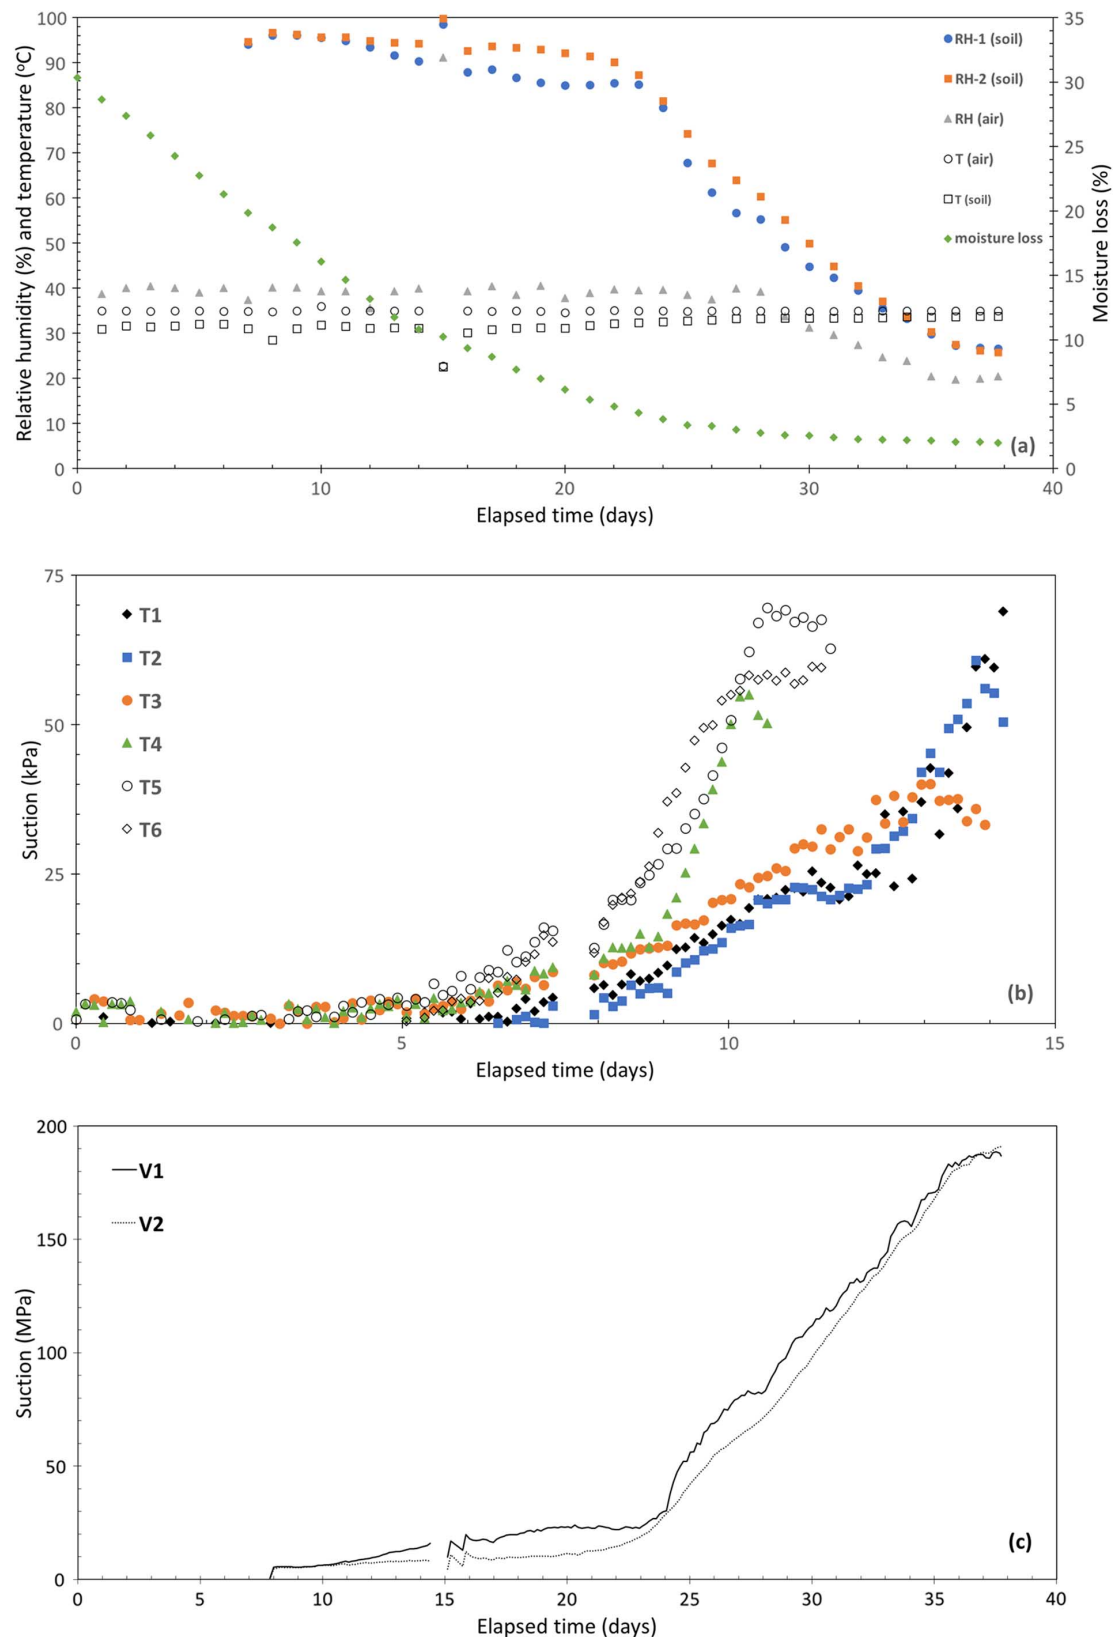 100
90
80
70
60
50
40
30
20
10
0
Relative humidity (%) and temperature (ºC)
35
30
25
20
15
10
5
0
Moisture loss (%)
RH-1 (soil)
RH-2 (soil)
RH (air)
T (air)
T (soil)
moisture loss
(a)
0 10 20 30 40
Elapsed time (days)
75
50
25
0
Suction (kPa)
T1
T2
T3
T4
T5
T6
(b)
0 5 10 15
Elapsed time (days)
200
150
100
50
0
Suction (MPa)
V1
V2
(c)
0 5 10 15 20 25 30 35 40
Elapsed time (days)